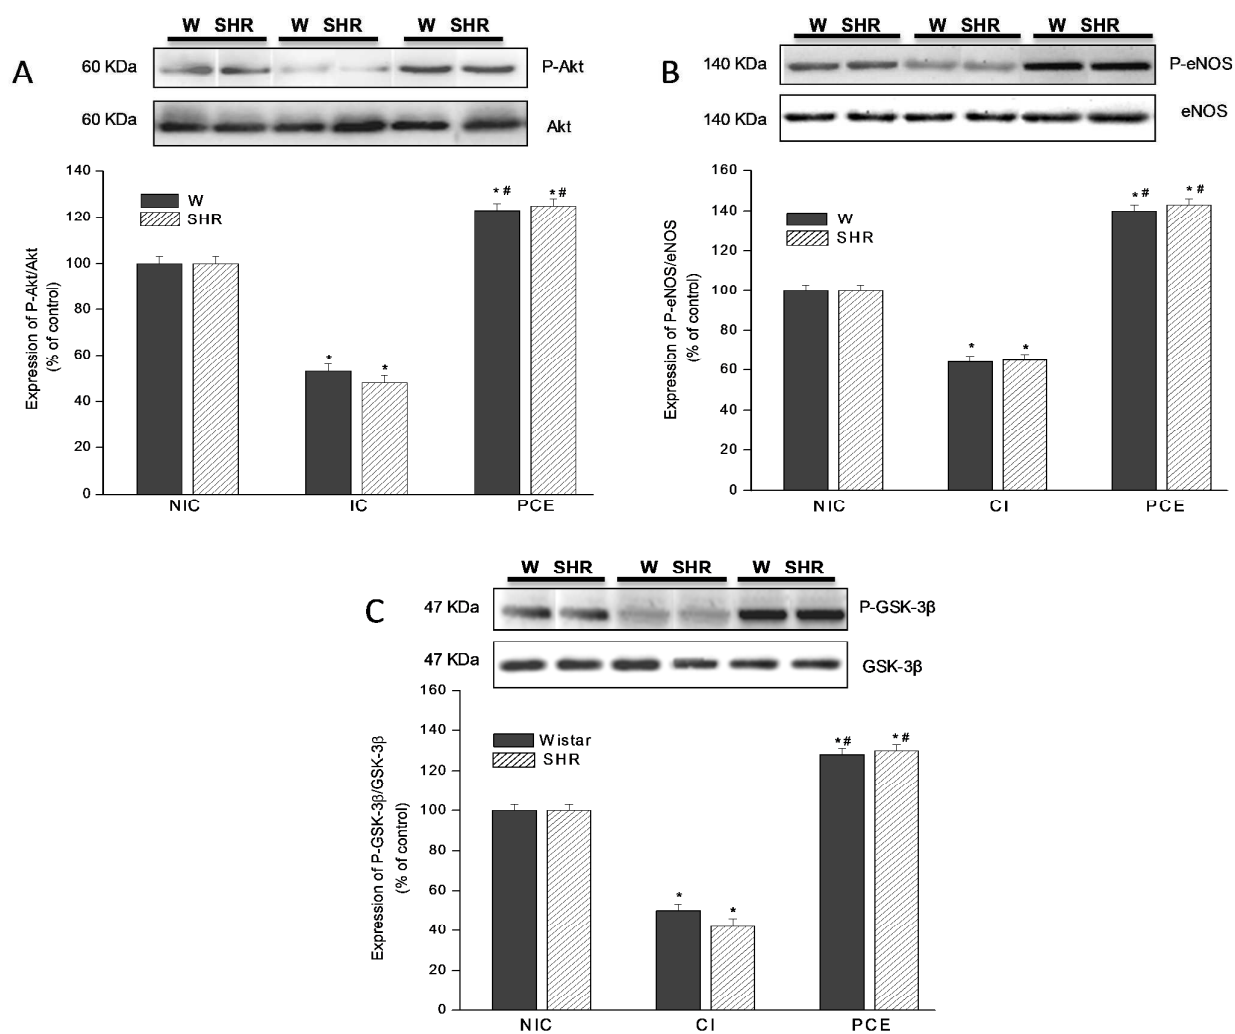 A
W SHR W SHR W SHR
60 KDa P-Akt
60 KDa Akt
Expression of P-Akt/Akt
(% of control)
140
120
100
80
60
40
20
0
W
SHR
* *
* # * #
NIC IC PCE
B
W SHR W SHR W SHR
140 KDa P-eNOS
140 KDa eNOS
Expression of P-eNOS/eNOS
(% of control)
160
140
120
100
80
60
40
20
0
W
SHR
* *
* # * #
NIC CI PCE
C
W SHR W SHR W SHR
47 KDa P-GSK-3β
47 KDa GSK-3β
Expression of P-GSK-3β/GSK-3β
(% of control)
160
140
120
100
80
60
40
20
0
Wistar
SHR
* *
*# *#
NIC CI PCE